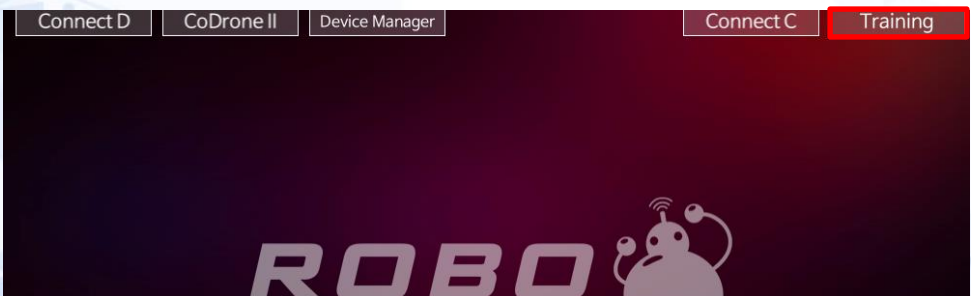 Connect D CoDrone II Device Manager Connect C Training
ROBO